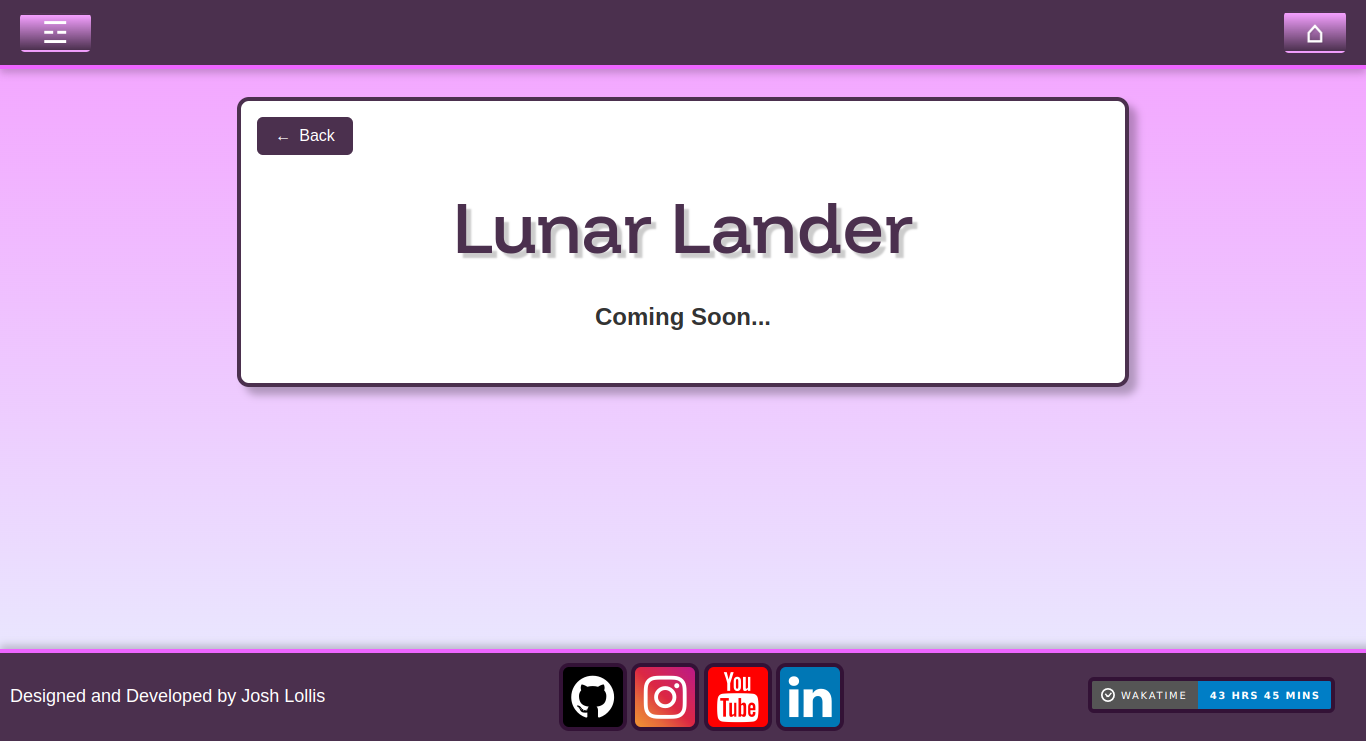 ☲
⌂
← Back
Lunar Lander
Coming Soon...
Designed and Developed by Josh Lollis
You
Tube
in
WAKATIME 43 HRS 45 MINS